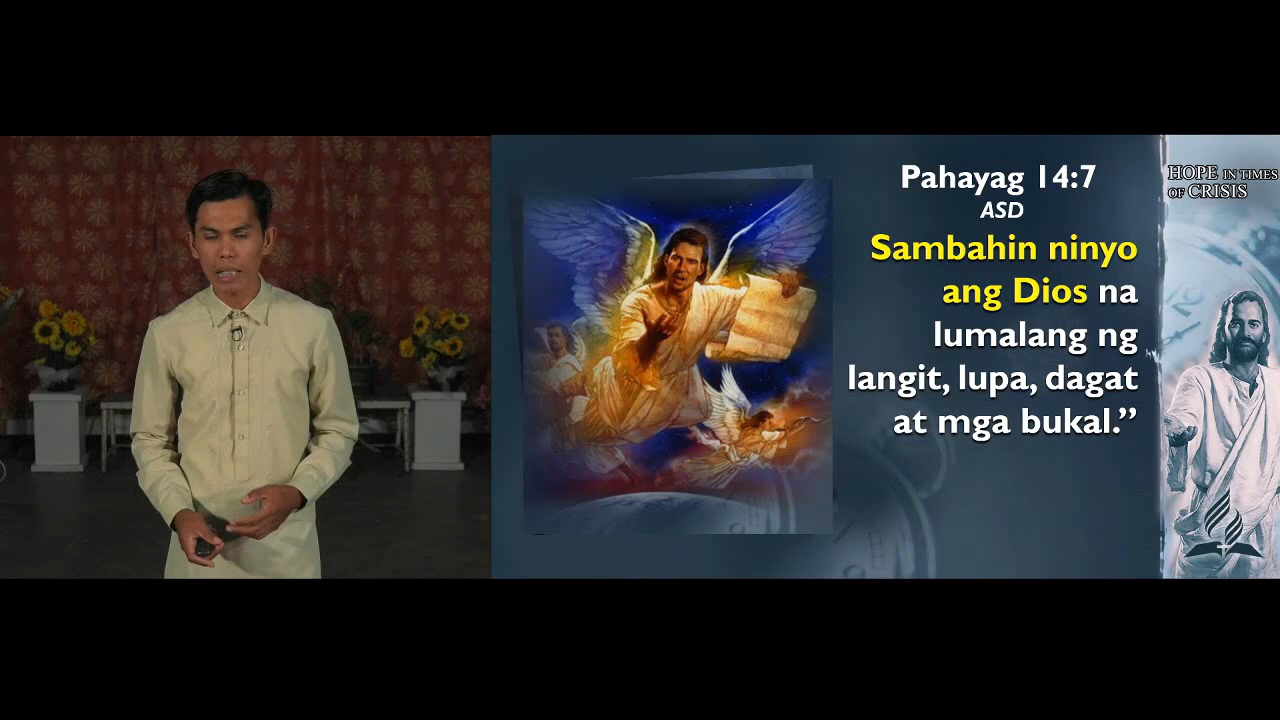 Pahayag 14:7
ASD
Sambahin ninyo
ang Dios na
lumalang ng
langit, lupa, dagat
at mga bukal.”
HOPE IN TIMES
OF CRISIS